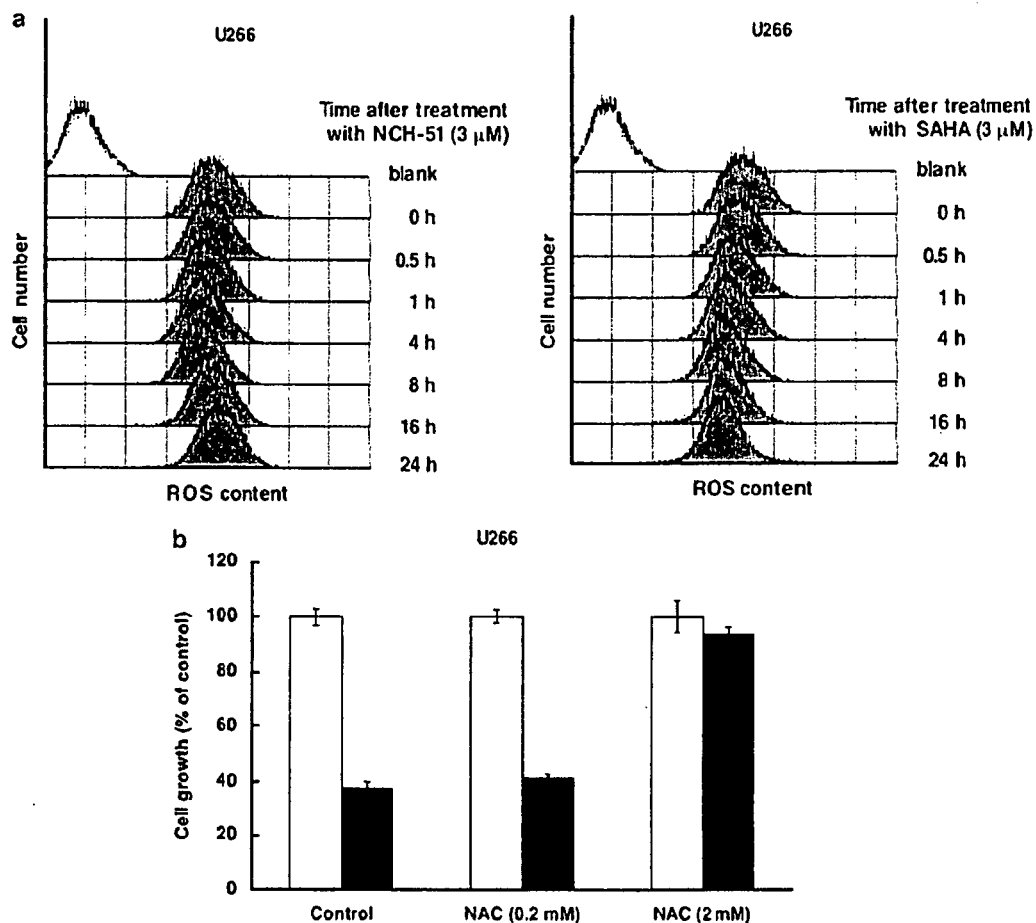 a
U266
Time after treatment
with NCH-51 (3 μM)
blank
0 h
0.5 h
1 h
4 h
8 h
16 h
24 h
Cell number
ROS content
U266
Time after treatment
with SAHA (3 μM)
blank
0 h
0.5 h
1 h
4 h
8 h
16 h
24 h
Cell number
ROS content
b
U266
120
100
80
60
40
20
0
Cell growth (% of control)
Control
NAC (0.2 mM)
NAC (2 mM)